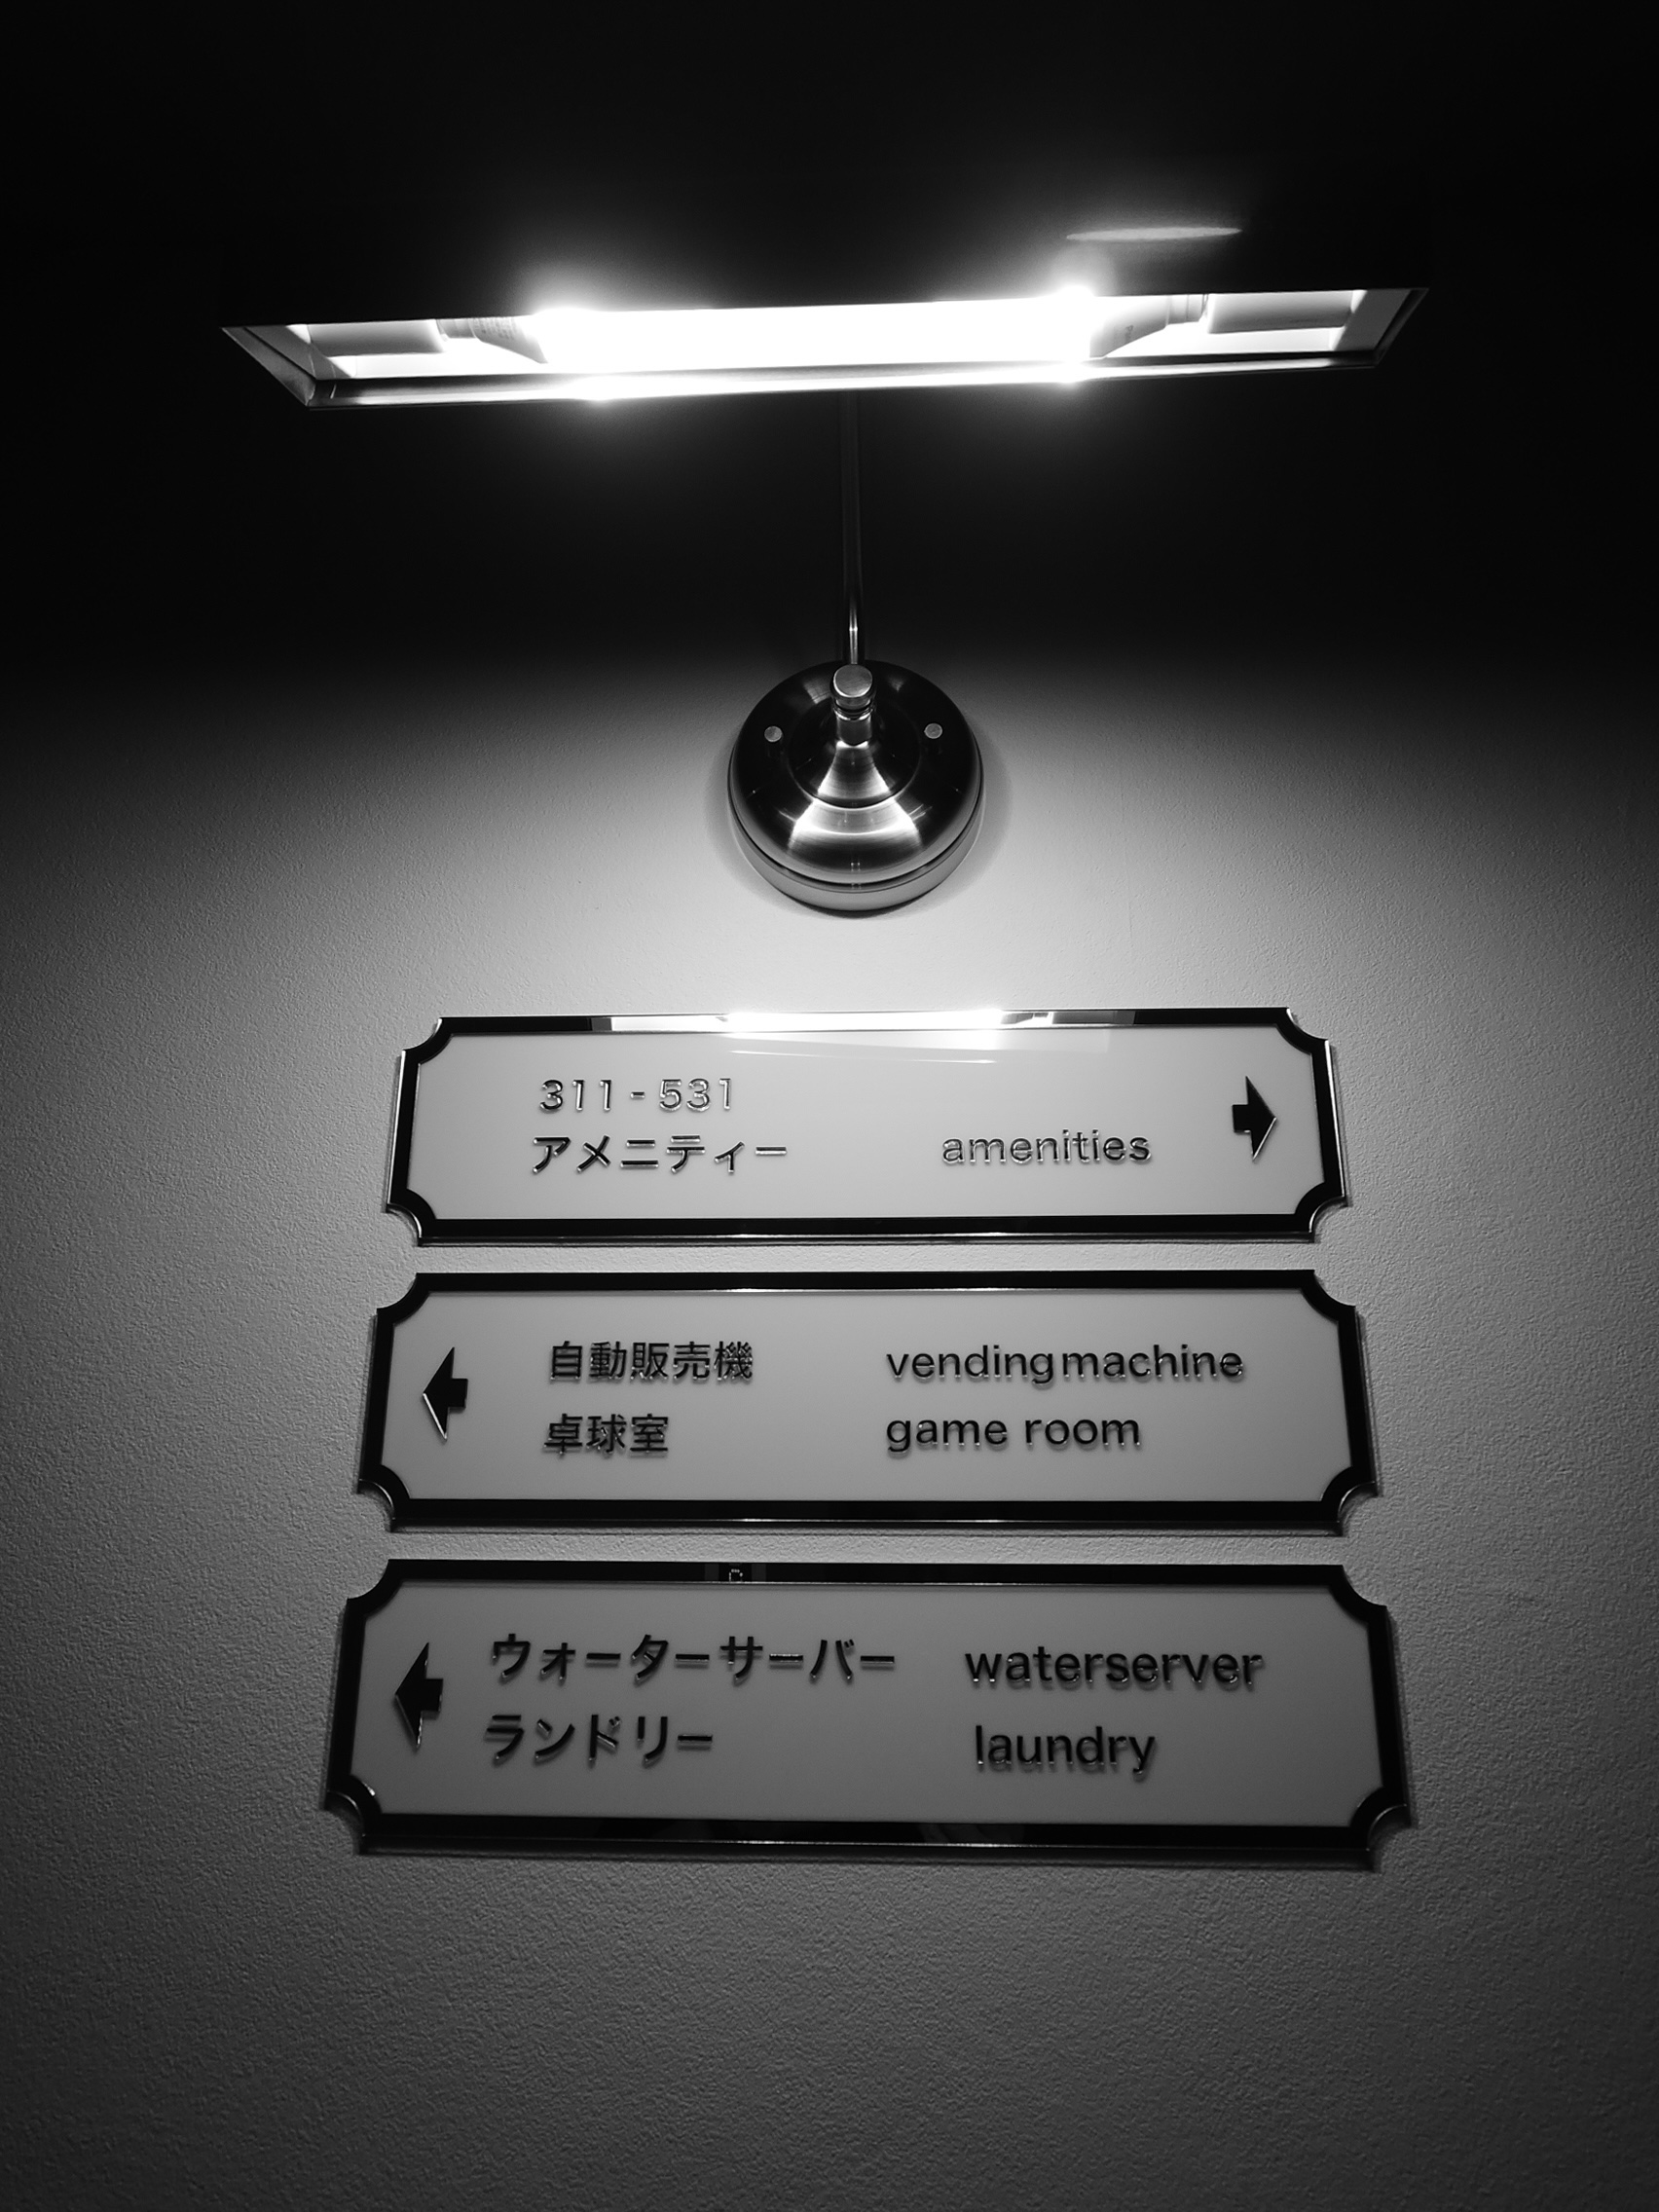 311 - 531
アメニティー amenities
自動販売機 vending machine
卓球室 game room
ウォーターサーバー waterserver
ランドリー laundry